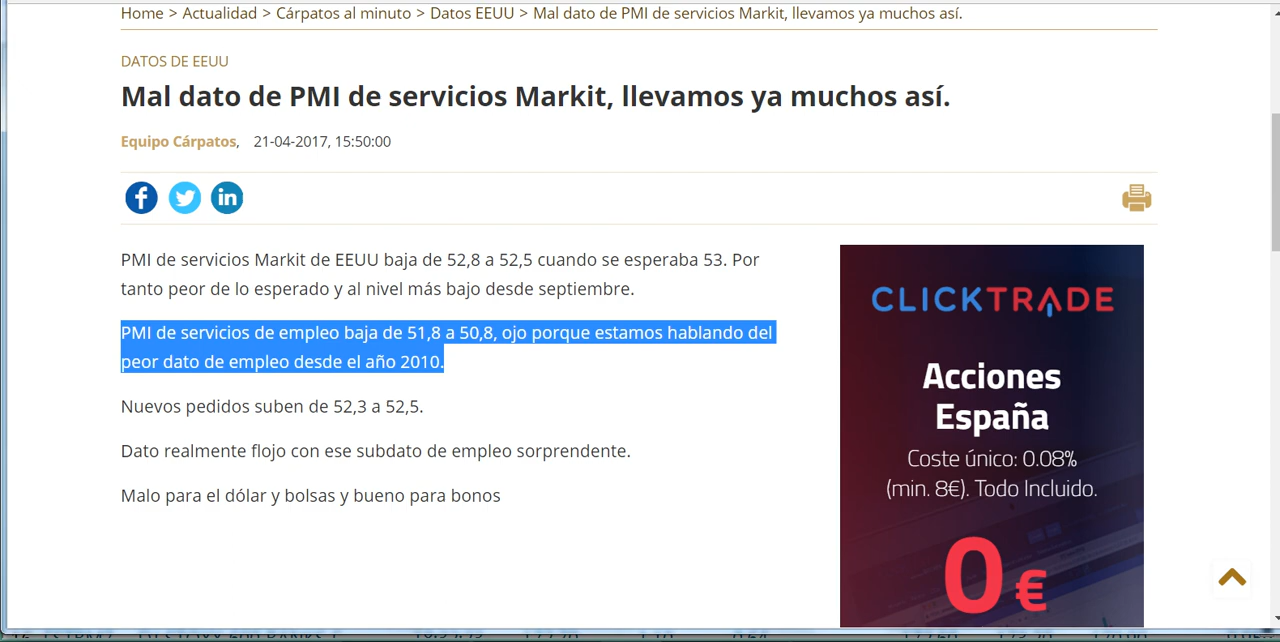 Home > Actualidad > Cárpatos al minuto > Datos EEUU > Mal dato de PMI de servicios Markit, llevamos ya muchos así.
DATOS DE EEUU
Mal dato de PMI de servicios Markit, llevamos ya muchos así.
Equipo Cárpatos, 21-04-2017, 15:50:00
PMI de servicios Markit de EEUU baja de 52,8 a 52,5 cuando se esperaba 53. Por
tanto peor de lo esperado y al nivel más bajo desde septiembre.
PMI de servicios de empleo baja de 51,8 a 50,8, ojo porque estamos hablando del
peor dato de empleo desde el año 2010.
Nuevos pedidos suben de 52,3 a 52,5.
Dato realmente flojo con ese subdato de empleo sorprendente.
Malo para el dólar y bolsas y bueno para bonos
CLICKTRADE
Acciones
España
Coste único: 0.08%
(min. 8€). Todo Incluido.
0 €